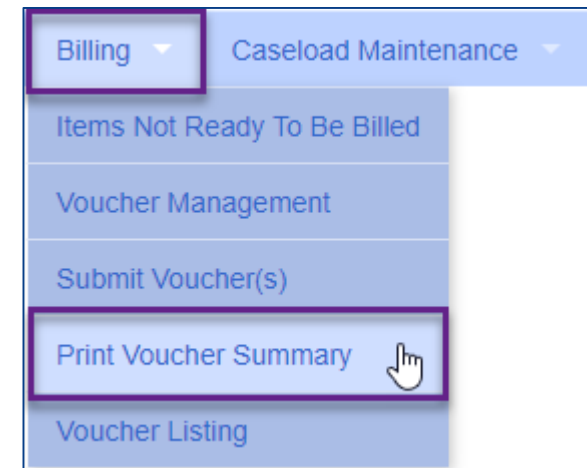 Billing Caseload Maintenance
Items Not Ready To Be Billed
Voucher Management
Submit Voucher(s)
Print Voucher Summary
Voucher Listing